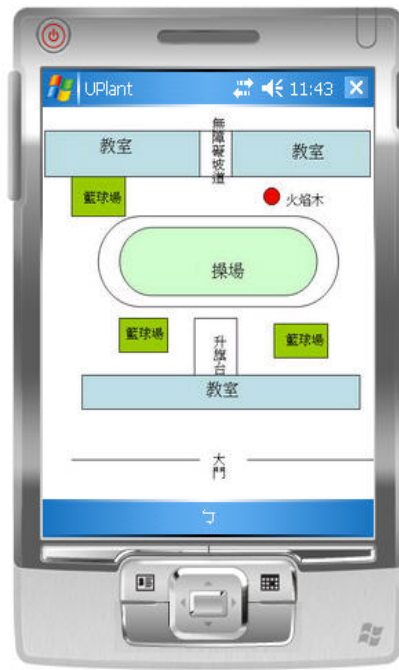 UPlant 11:43
無障礙坡道
教室
教室
籃球場
火焰木
操場
籃球場
升旗台
籃球場
教室
大門